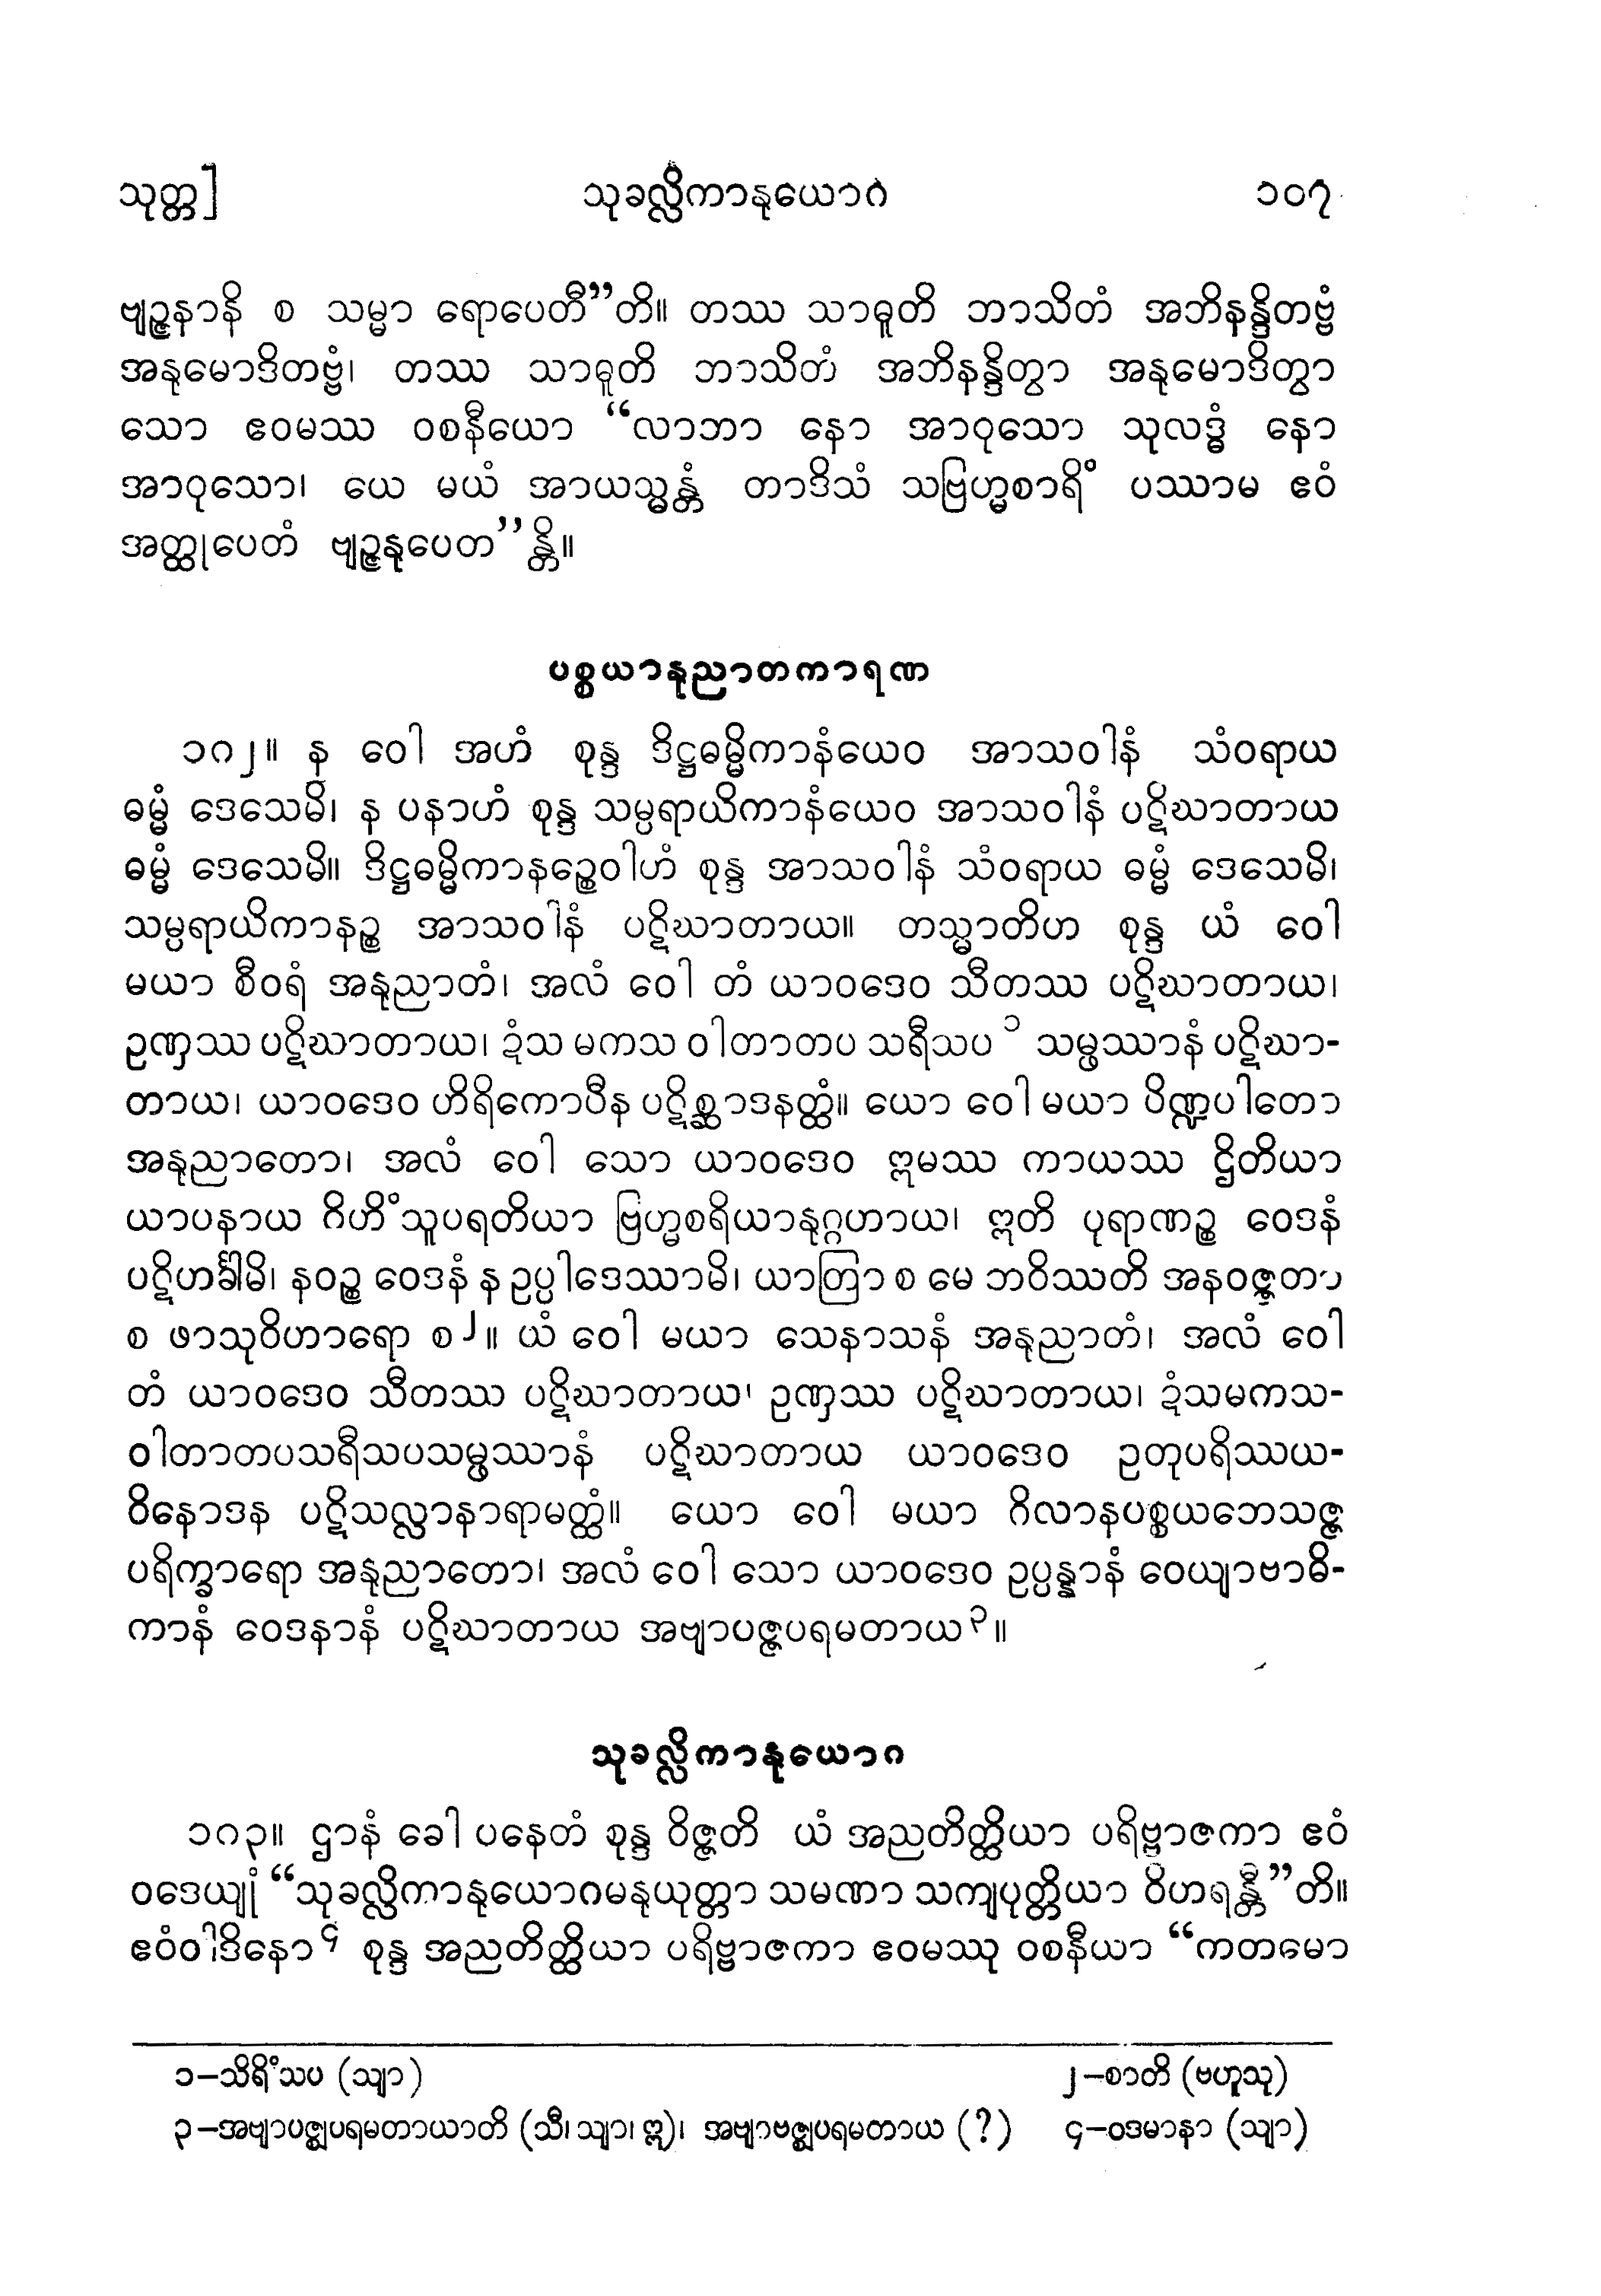 သုတ္တ]	သုခလ္လိကာနုယောဂ	၁၀၇
ဗျဉ္ဇနာနိ စ သမ္မာ ရောပေတီ”တိ။ တဿ သာဓူတိ ဘာသိတံ အဘိနန္ဒိတဗ္ဗံ
အနုမောဒိတဗ္ဗံ၊ တဿ သာဓူတိ ဘာသိတံ အဘိနန္ဒိတွာ အနုမောဒိတွာ
သော ဧဝမဿ ဝစနီယော “လာဘာ နော အာဝုသော သုလဒ္ဓံ နော
အာဝုသော၊ ယေ မယံ အာယသ္မန္တံ တာဒိသံ သဗြဟ္မစာရိံ ပဿာမ ဧဝံ
အတ္ထုပေတံ ဗျဉ္ဇနုပေတ”န္တိ။
ပစ္စယာနုညာတကာရဏ
၁၈၂။ န ဝေါ အဟံ စုန္ဒ ဒိဋ္ဌဓမ္မိကာနံယေဝ အာသဝါနံ သံဝရာယ
ဓမ္မံ ဒေသေမိ၊ န ပနာဟံ စုန္ဒ သမ္ပရာယိကာနံယေဝ အာသဝါနံ ပဋိဃာတာယ
ဓမ္မံ ဒေသေမိ။ ဒိဋ္ဌဓမ္မိကာနဉ္စေဝါဟံ စုန္ဒ အာသဝါနံ သံဝရာယ ဓမ္မံ ဒေသေမိ၊
သမ္ပရာယိကာနဉ္စ အာသဝါနံ ပဋိဃာတာယ။ တသ္မာတိဟ စုန္ဒ ယံ ဝေါ
မယာ စီဝရံ အနုညာတံ၊ အလံ ဝေါ တံ ယာဝဒေဝ သီတဿ ပဋိဃာတာယ၊
ဥဏှဿ ပဋိဃာတာယ၊ ဍံသ မကသ ဝါတာတပ သရီသပ ၁ သမ္ဖဿာနံ ပဋိဃာ-
တာယ၊ ယာဝဒေဝ ဟိရိကောပီန ပဋိစ္ဆာဒနတ္ထံ။ ယော ဝေါ မယာ ပိဏ္ဍပါတော
အနုညာတော၊ အလံ ဝေါ သော ယာဝဒေဝ ဣမဿ ကာယဿ ဌိတိယာ
ယာပနာယ ဝိဟိံသူပရတိယာ ဗြဟ္မစရိယာနုဂ္ဂဟာယ၊ ဣတိ ပုရာဏဉ္စ ဝေဒနံ
ပဋိဟင်္ခါမိ၊ နဝဉ္စ ဝေဒနံ န ဥပ္ပါဒေဿာမိ၊ ယာတြာ စ မေ ဘဝိဿတိ အနဝဇ္ဇတာ
စ ဖာသုဝိဟာရော စ၂။ ယံ ဝေါ မယာ သေနာသနံ အနုညာတံ၊ အလံ ဝေါ
တံ ယာဝဒေဝ သီတဿ ပဋိဃာတာယ၊ ဥဏှဿ ပဋိဃာတာယ၊ ဍံသမကသ-
ဝါတာတပသရီသပသမ္ဖဿာနံ ပဋိဃာတာယ ယာဝဒေဝ ဥတုပရိဿယ-
ဝိနောဒန ပဋိသလ္လာနာရာမတ္ထံ။ ယော ဝေါ မယာ ဂိလာနပစ္စယဘေသဇ္ဇ
ပရိက္ခာရော အနုညာတော၊ အလံ ဝေါ သော ယာဝဒေဝ ဥပ္ပန္နာနံ ဝေယျာဗာဓိ-
ကာနံ ဝေဒနာနံ ပဋိဃာတာယ အဗျာပဇ္ဇပရမတာယ၃။
သုခလ္လိကာနုယောဂ
၁၈၃။ ဌာနံ ခေါ ပနေတံ စုန္ဒ ဝိဇ္ဇတိ ယံ အညတိတ္ထိယာ ပရိဗ္ဗာဇကာ ဧဝံ
ဝဒေယျုံ “သုခလ္လိကာနုယောဂမနုယုတ္တာ သမဏာ သကျပုတ္တိယာ ဝိဟရန္တီ”တိ။
ဧဝံဝါဒိနော၄ စုန္ဒ အညတိတ္ထိယာ ပရိဗ္ဗာဇကာ ဧဝမဿု ဝစနီယာ “ကတမော
၁–သိရိံသပ (သျာ)	၂–စာတိ (ဗဟူသု)
၃–အဗျာပဇ္ဈပရမတာယာတိ (သီ၊ သျာ၊ ဣ)၊ အဗျာဗဇ္ဈပရမတာယ (?)	၄–ဝဒမာနာ (သျာ)